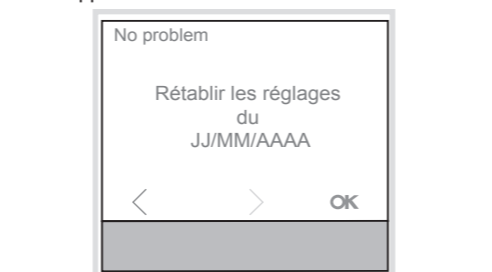 No problem
Rétablir les réglages
du
JJ/MM/AAAA
< > OK